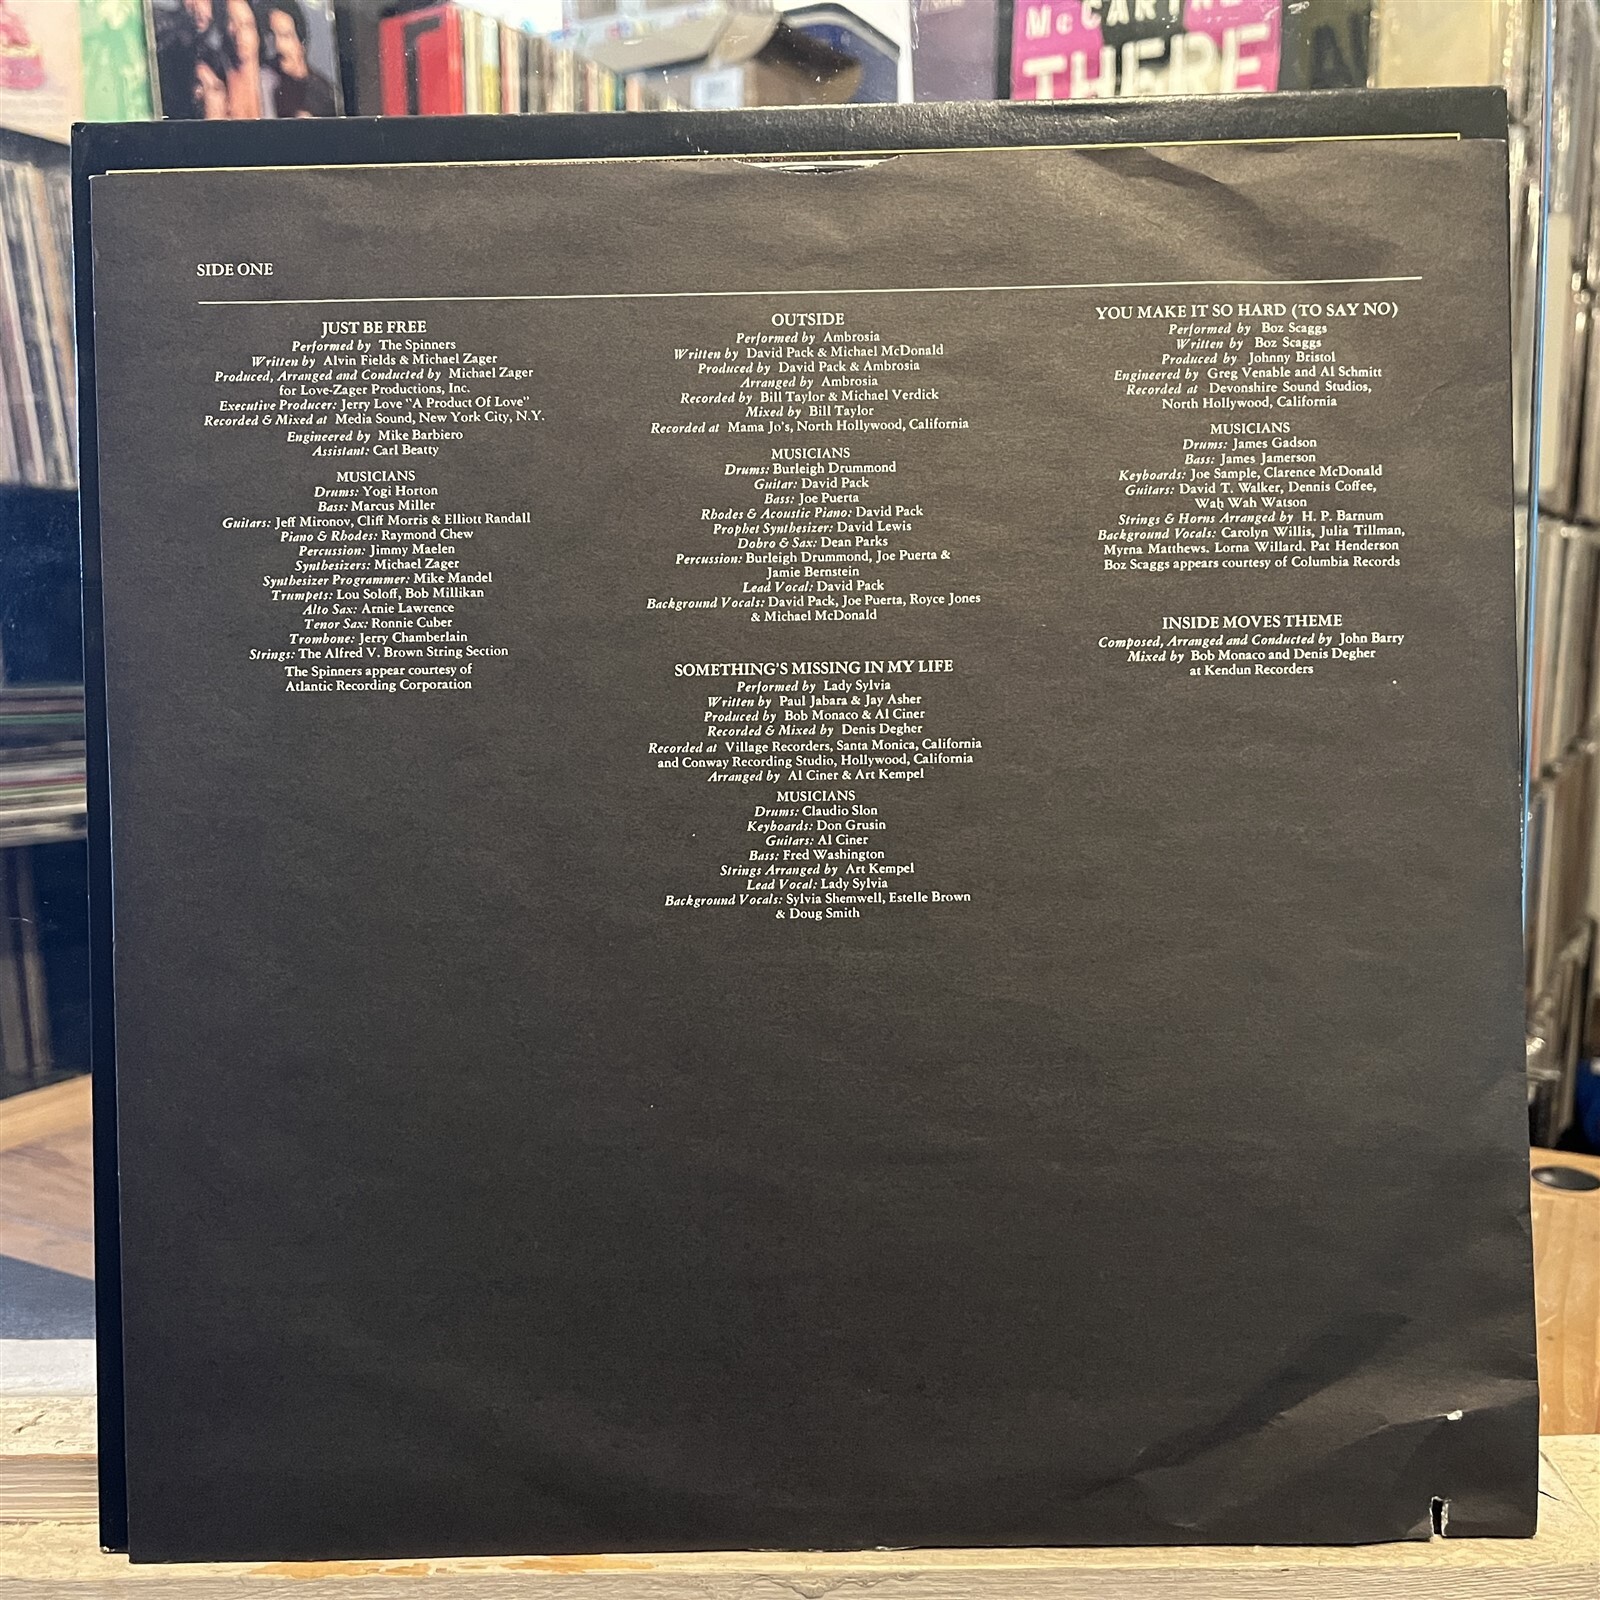 McCARTNE
THERE
SIDE ONE
JUST BE FREE
Performed by The Spinners
Written by Alvin Fields & Michael Zager
Produced, Arranged and Conducted by Michael Zager
for Love-Zager Productions, Inc.
Executive Producer: Jerry Love "A Product Of Love"
Recorded & Mixed at Media Sound, New York City, N.Y.
Engineered by Mike Barbiero
Assistant: Carl Beatty
MUSICIANS
Drums: Yogi Horton
Bass: Marcus Miller
Guitars: Jeff Mironov, Cliff Morris & Elliott Randall
Piano & Rhodes: Raymond Chew
Percussion: Jimmy Maelen
Synthesizers: Michael Zager
Synthesizer Programmer: Mike Mandel
Trumpets: Lou Soloff, Bob Millikan
Alto Sax: Arnie Lawrence
Tenor Sax: Ronnie Cuber
Trombone: Jerry Chamberlain
Strings: The Alfred V. Brown String Section
The Spinners appear courtesy of
Atlantic Recording Corporation
OUTSIDE
Performed by Ambrosia
Written by David Pack & Michael McDonald
Produced by David Pack & Ambrosia
Arranged by Ambrosia
Recorded by Bill Taylor & Michael Verdick
Mixed by Bill Taylor
Recorded at Mama Jo's, North Hollywood, California
MUSICIANS
Drums: Burleigh Drummond
Guitar: David Pack
Bass: Joe Puerta
Rhodes & Acoustic Piano: David Pack
Prophet Synthesizer: David Lewis
Dobro & Sax: Dean Parks
Percussion: Burleigh Drummond, Joe Puerta &
Jamie Bernstein
Lead Vocal: David Pack
Background Vocals: David Pack, Joe Puerta, Royce Jones
& Michael McDonald
SOMETHING'S MISSING IN MY LIFE
Performed by Lady Sylvia
Written by Paul Jabara & Jay Asher
Produced by Bob Monaco & Al Ciner
Recorded & Mixed by Denis Degher
Recorded at Village Recorders, Santa Monica, California
and Conway Recording Studio, Hollywood, California
Arranged by Al Ciner & Art Kempel
MUSICIANS
Drums: Claudio Slon
Keyboards: Don Grusin
Guitars: Al Ciner
Bass: Fred Washington
Strings Arranged by Art Kempel
Lead Vocal: Lady Sylvia
Background Vocals: Sylvia Shemwell, Estelle Brown
& Doug Smith
YOU MAKE IT SO HARD (TO SAY NO)
Performed by Boz Scaggs
Written by Boz Scaggs
Produced by Johnny Bristol
Engineered by Greg Venable and Al Schmitt
Recorded at Devonshire Sound Studios,
North Hollywood, California
MUSICIANS
Drums: James Gadson
Bass: James Jamerson
Keyboards: Joe Sample, Clarence McDonald
Guitars: David T. Walker, Dennis Coffee,
Wah Wah Watson
Strings & Horns Arranged by H. P. Barnum
Background Vocals: Carolyn Willis, Julia Tillman,
Myrna Matthews, Lorna Willard, Pat Henderson
Boz Scaggs appears courtesy of Columbia Records
INSIDE MOVES THEME
Composed, Arranged and Conducted by John Barry
Mixed by Bob Monaco and Denis Degher
at Kendun Recorders